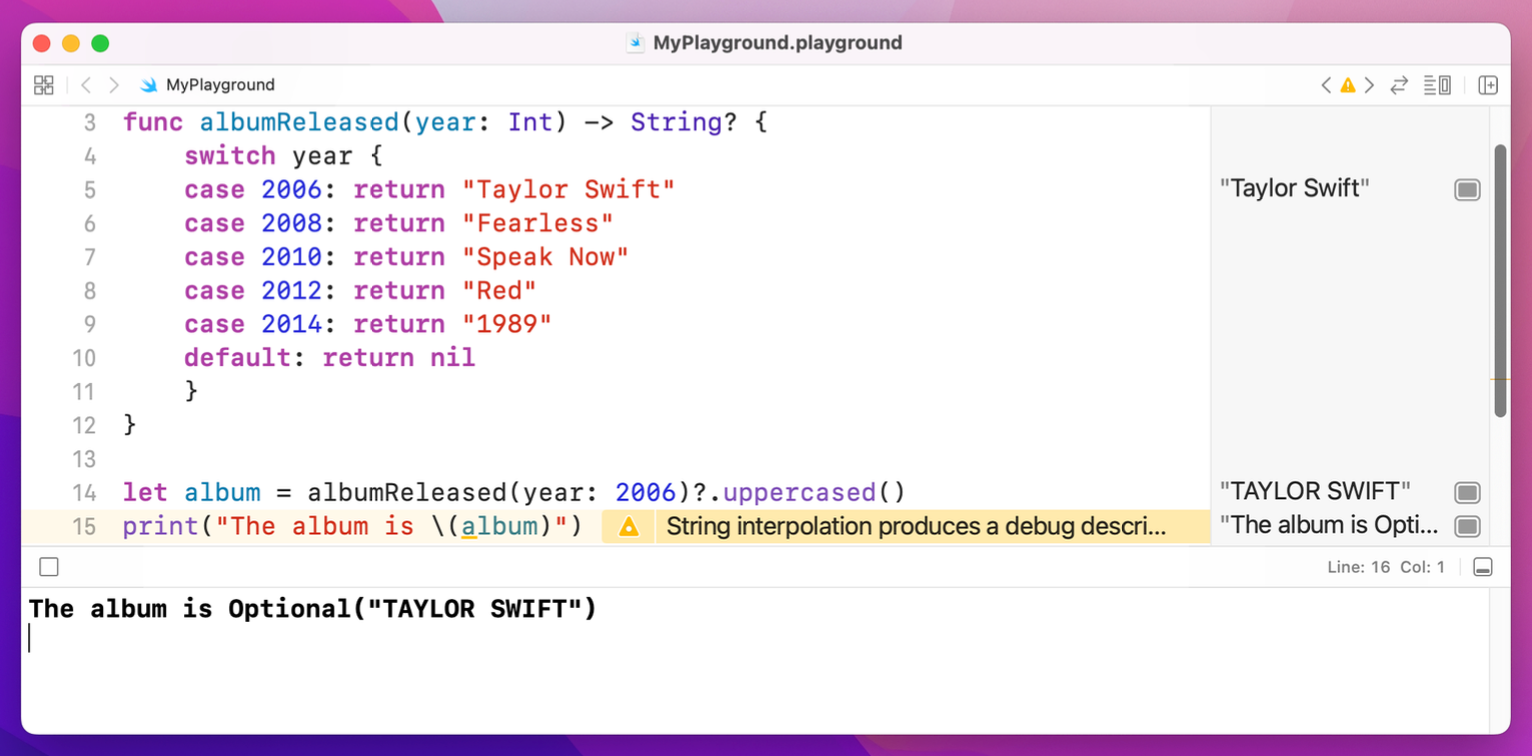 MyPlayground.playground
MyPlayground
3 func albumReleased(year: Int) -> String? {
4 switch year {
5 case 2006: return "Taylor Swift" "Taylor Swift"
6 case 2008: return "Fearless"
7 case 2010: return "Speak Now"
8 case 2012: return "Red"
9 case 2014: return "1989"
10 default: return nil
11 }
12 }
13
14 let album = albumReleased(year: 2006)?.uppercased() "TAYLOR SWIFT"
15 print("The album is \(album)") String interpolation produces a debug descri... "The album is Opti...
Line: 16 Col: 1
The album is Optional("TAYLOR SWIFT")